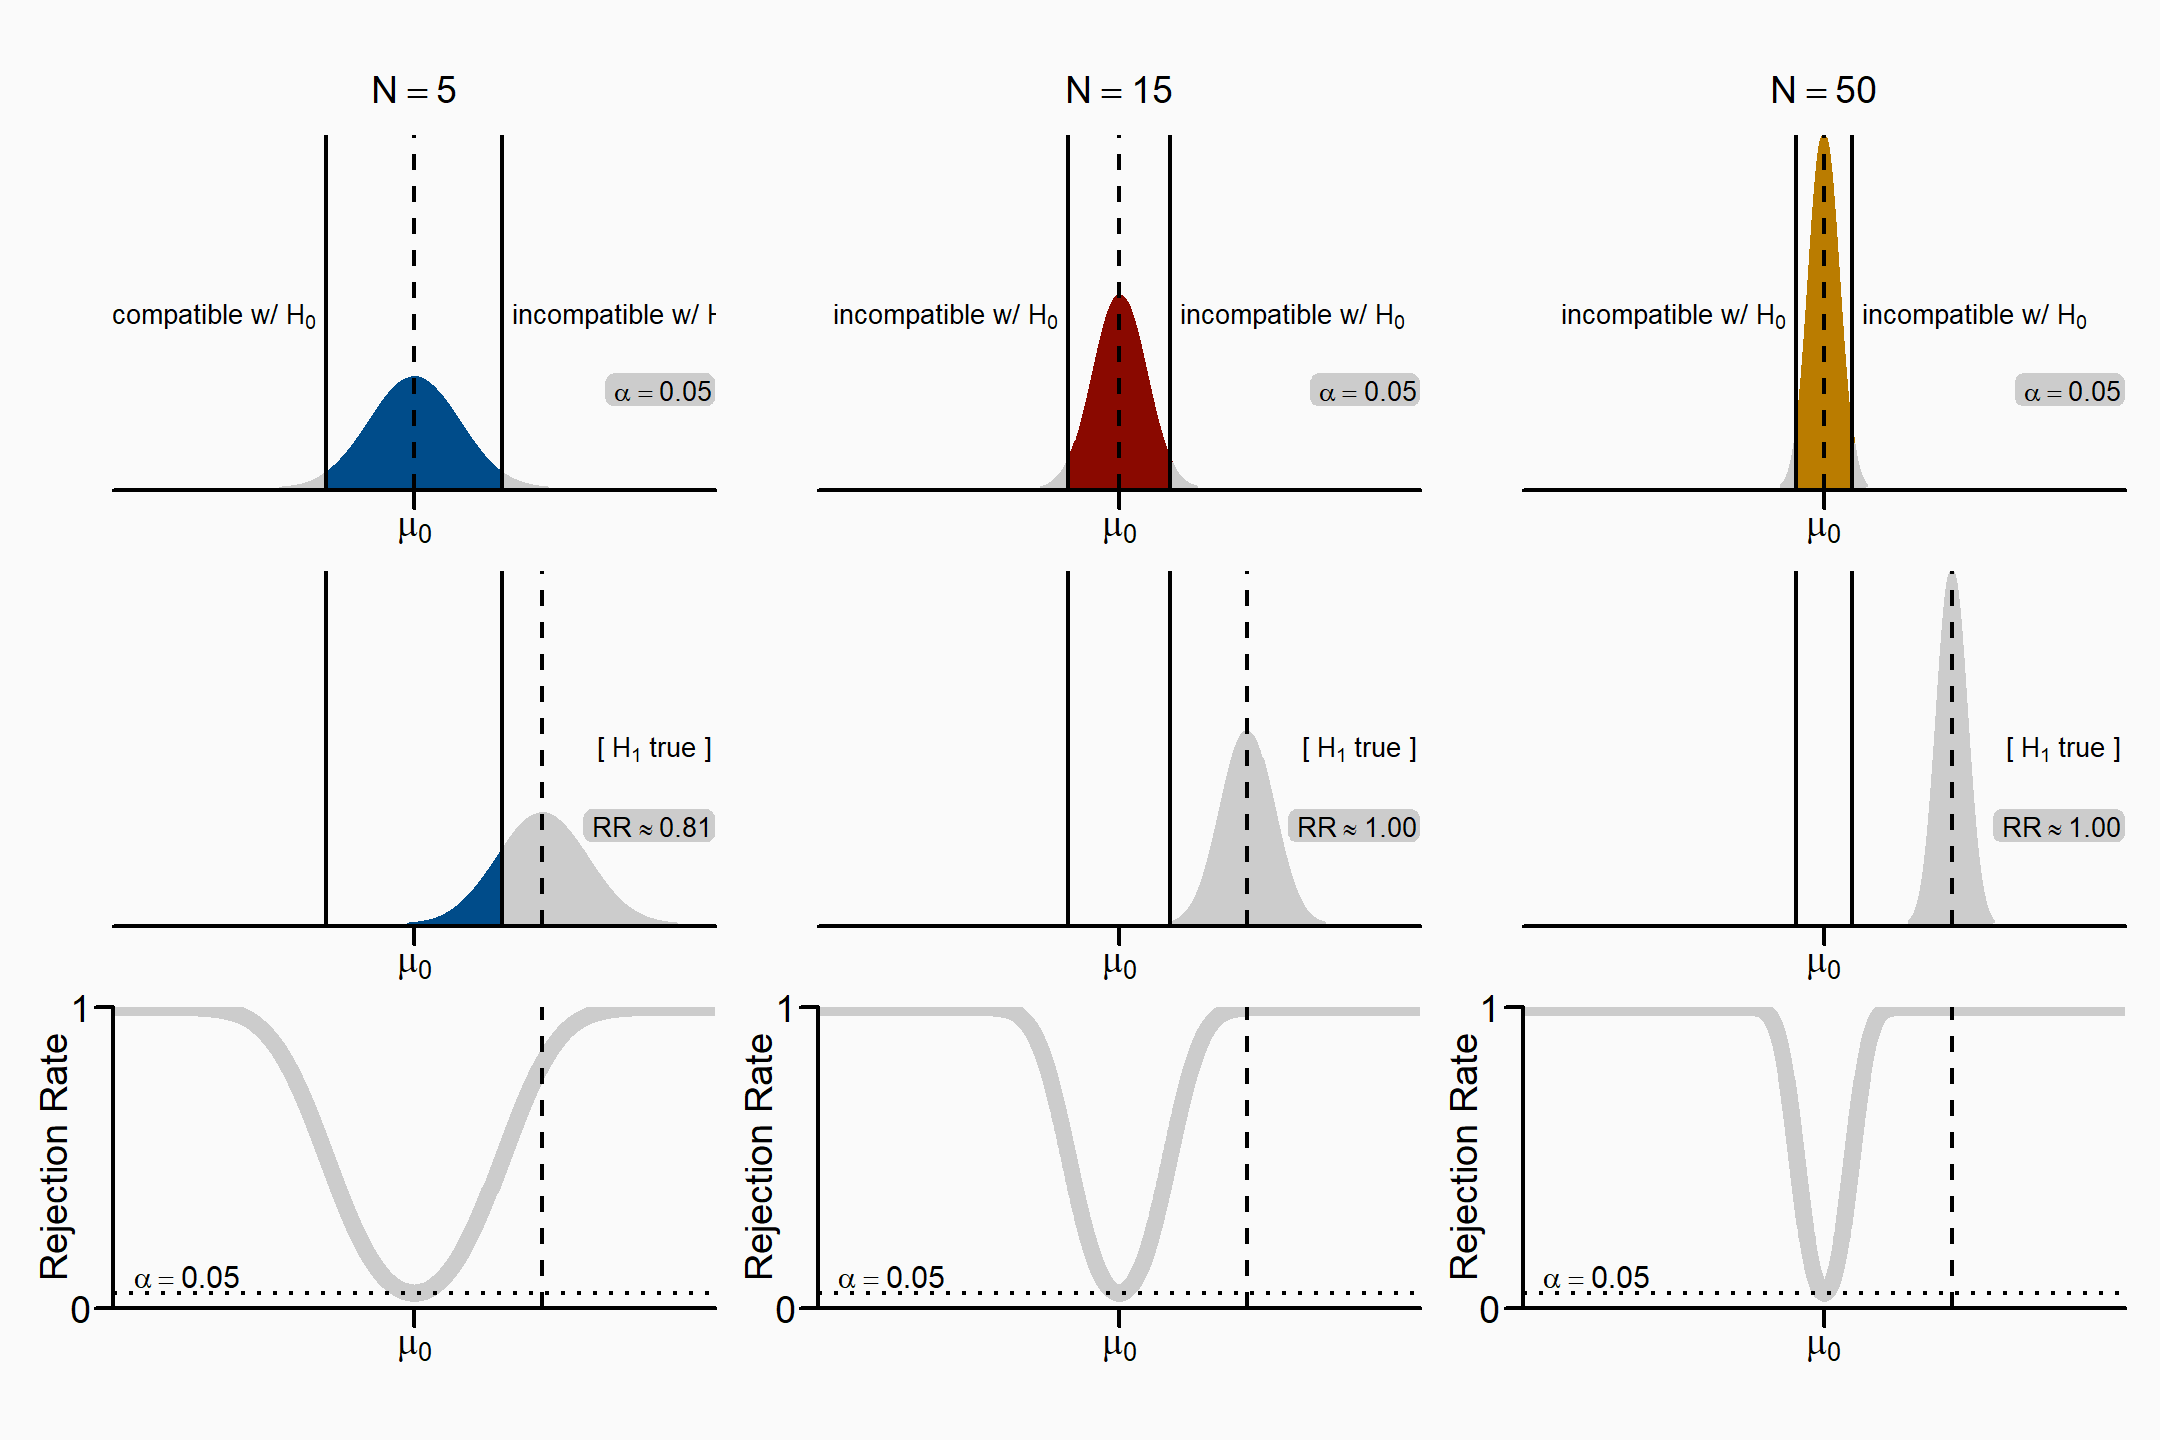 N = 5
N = 15
N = 50
compatible w/ H₀
incompatible w/
incompatible w/ H₀
incompatible w/ H₀
incompatible w/ H₀
incompatible w/ H₀
α = 0.05
α = 0.05
α = 0.05
μ₀
μ₀
μ₀
[ H₁ true ]
[ H₁ true ]
[ H₁ true ]
RR ≈ 0.81
RR ≈ 1.00
RR ≈ 1.00
μ₀
μ₀
μ₀
1
Rejection Rate
α = 0.05
0
μ₀
1
Rejection Rate
α = 0.05
0
μ₀
1
Rejection Rate
α = 0.05
0
μ₀